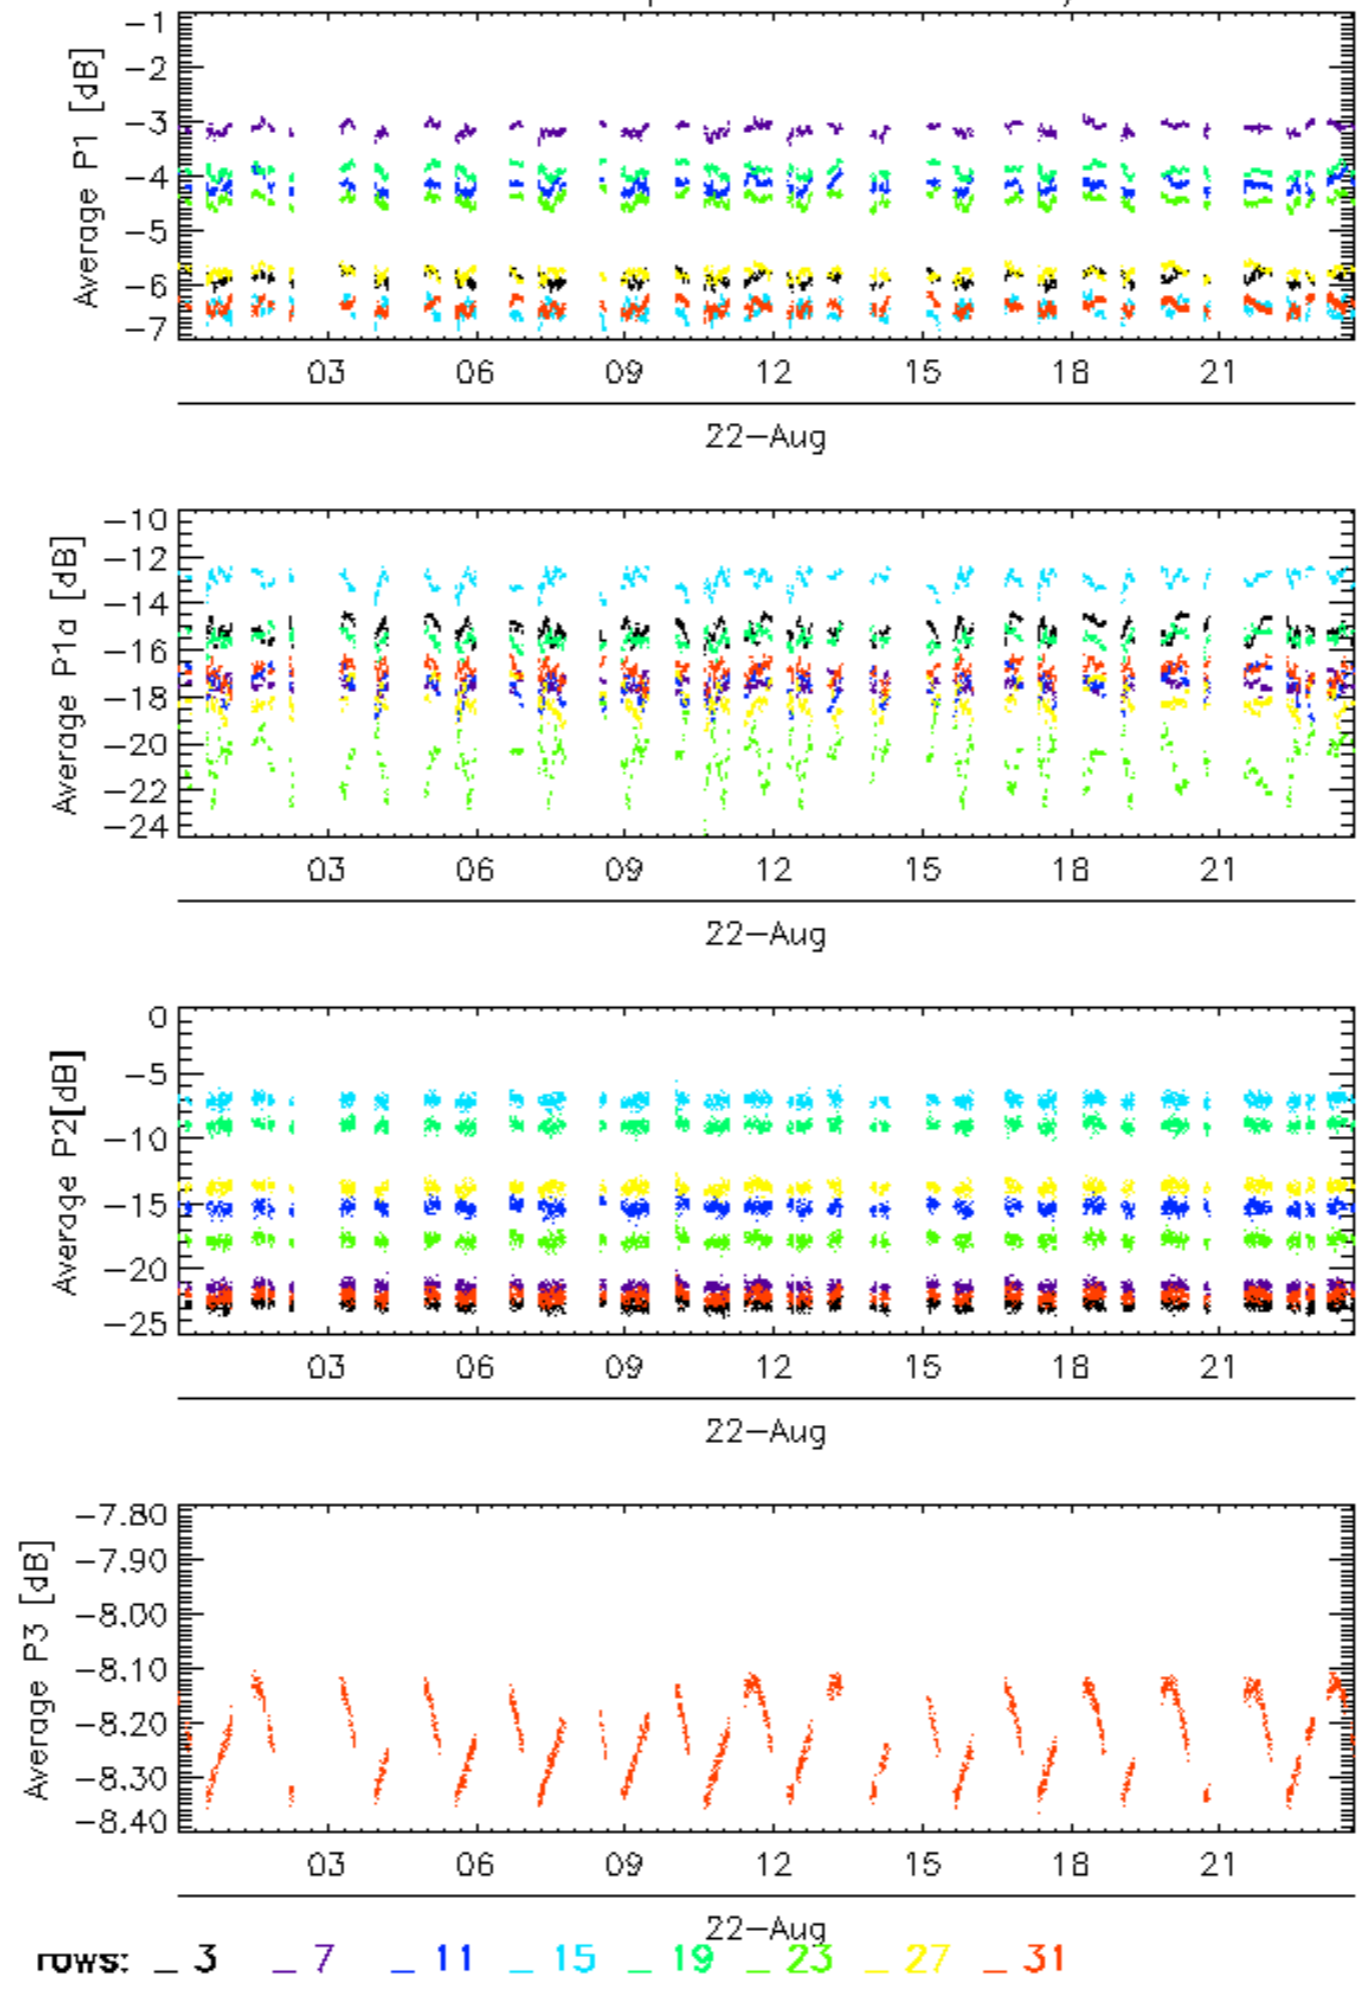 -1
-2
-3
-4
-5
-6
-7
Average P1 [dB]
03 06 09 12 15 18 21
22-Aug
-10
-12
-14
-16
-18
-20
-22
-24
Average P1a [dB]
03 06 09 12 15 18 21
22-Aug
0
-5
-10
-15
-20
-25
Average P2[dB]
03 06 09 12 15 18 21
22-Aug
-7.80
-7.90
-8.00
-8.10
-8.20
-8.30
-8.40
Average P3 [dB]
03 06 09 12 15 18 21
22-Aug
rows: _ 3 _ 7 _ 11 _ 15 _ 19 _ 23 _ 27 _ 31